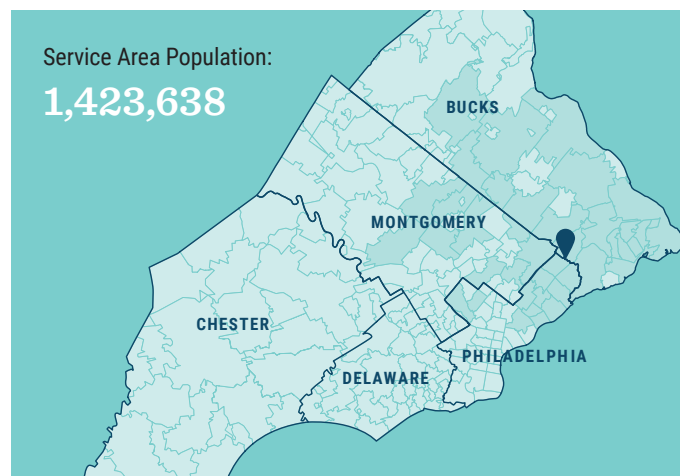 Service Area Population:
1,423,638
BUCKS
MONTGOMERY
CHESTER
PHILADELPHIA
DELAWARE